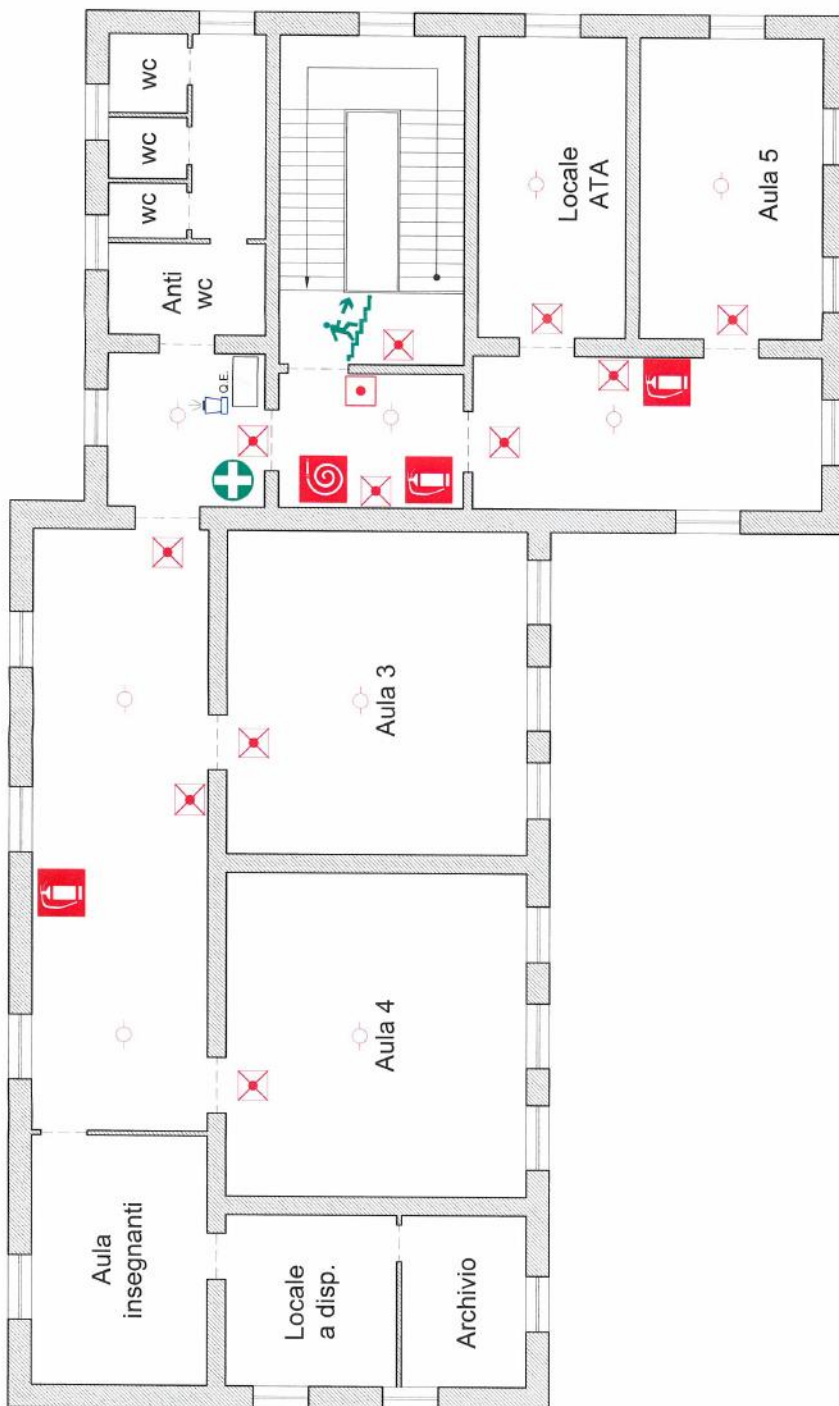 wc
wc
wc
Anti
wc
Q.E.
Locale
ATA
Aula 5
Aula 3
Aula 4
Aula
insegnanti
Locale
a disp.
Archivio